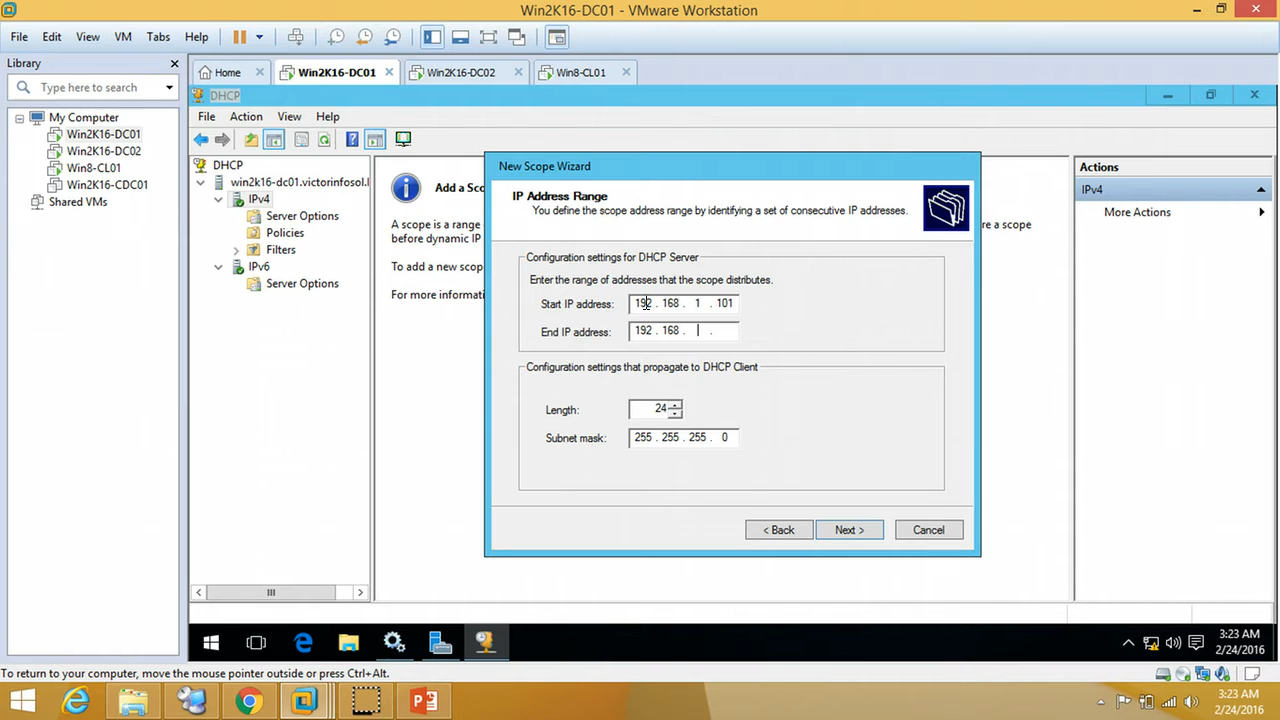 Win2K16-DC01 - VMware Workstation
File Edit View VM Tabs Help
Library
Type here to search
My Computer
Win2K16-DC01
Win2K16-DC02
Win8-CL01
Win2K16-CDC01
Shared VMs
Home Win2K16-DC01 Win2K16-DC02 Win8-CL01
DHCP
File Action View Help
DHCP
win2k16-dc01.victorinfosol.l
IPv4
Server Options
Policies
Filters
IPv6
Server Options
Add a Sco
A scope is a range
before dynamic IP
To add a new scop
For more informati
re a scope
New Scope Wizard
IP Address Range
You define the scope address range by identifying a set of consecutive IP addresses.
Configuration settings for DHCP Server
Enter the range of addresses that the scope distributes.
Start IP address: 192 . 168 . 1 . 101
End IP address: 192 . 168 . .
Configuration settings that propagate to DHCP Client
Length: 24
Subnet mask: 255 . 255 . 255 . 0
< Back Next > Cancel
Actions
IPv4
More Actions
3:23 AM
2/24/2016
To return to your computer, move the mouse pointer outside or press Ctrl+Alt.
3:23 AM
2/24/2016